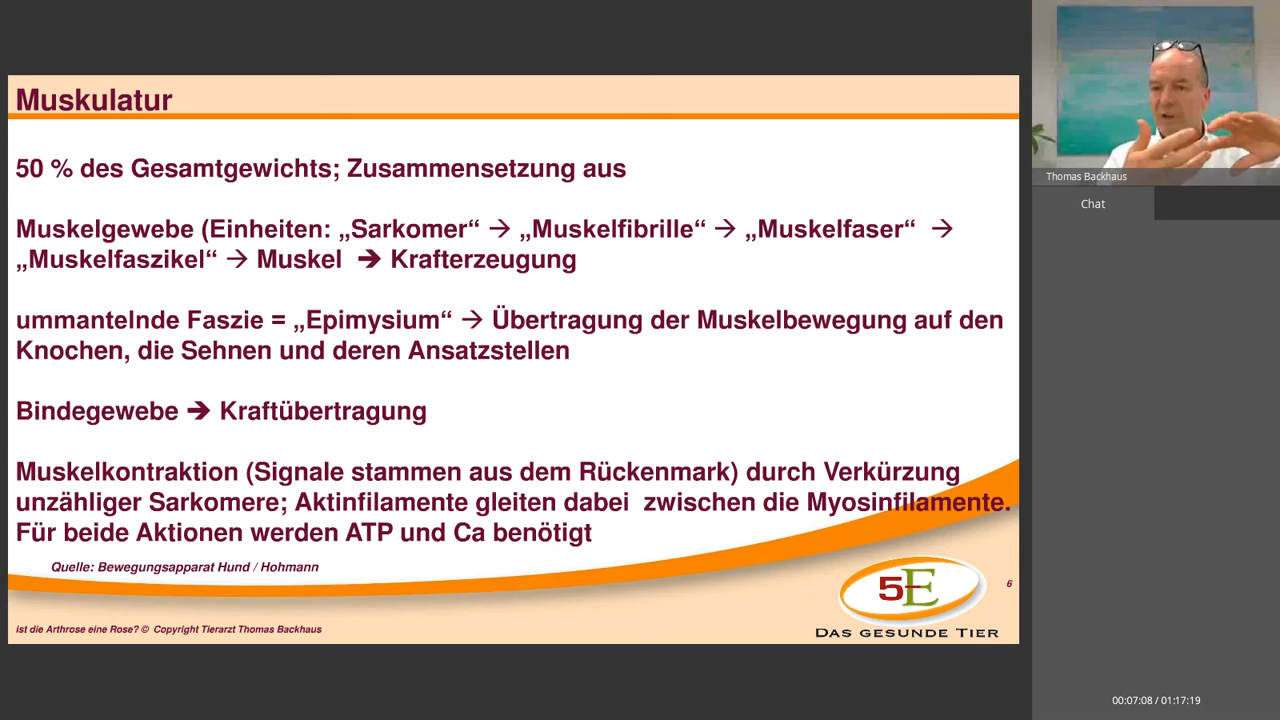 Muskulatur
50 % des Gesamtgewichts; Zusammensetzung aus
Muskelgewebe (Einheiten: „Sarkomer“ → „Muskelfibrille“ → „Muskelfaser“ →
„Muskelfaszikel“ → Muskel ➔ Krafterzeugung
ummantelnde Faszie = „Epimysium“ → Übertragung der Muskelbewegung auf den
Knochen, die Sehnen und deren Ansatzstellen
Bindegewebe ➔ Kraftübertragung
Muskelkontraktion (Signale stammen aus dem Rückenmark) durch Verkürzung
unzähliger Sarkomere; Aktinfilamente gleiten dabei zwischen die Myosinfilamente.
Für beide Aktionen werden ATP und Ca benötigt
Quelle: Bewegungsapparat Hund / Hohmann
5E
6
DAS GESUNDE TIER
ist die Arthrose eine Rose? © Copyright Tierarzt Thomas Backhaus
Thomas Backhaus
Chat
00:07:08 / 01:17:19